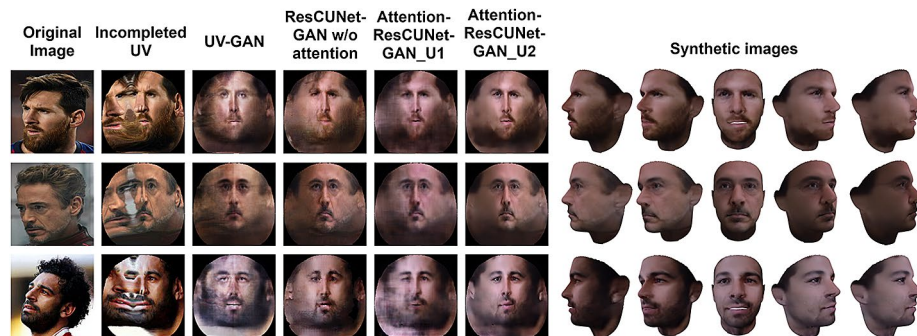 Original
Image
Incompleted
UV
UV-GAN
ResCUNet-
GAN w/o
attention
Attention-
ResCUNet-
GAN_U1
Attention-
ResCUNet-
GAN_U2
Synthetic images